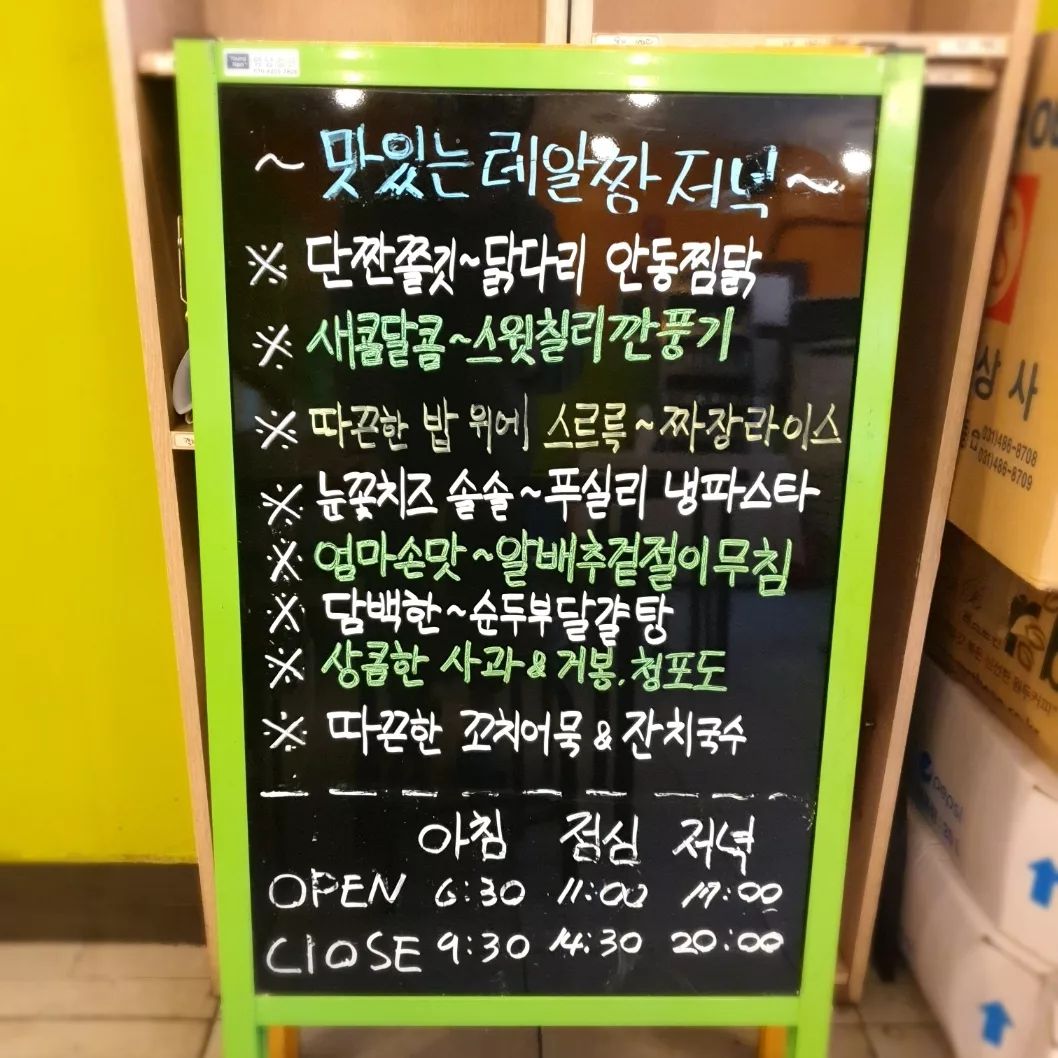 ~ 맛있는 레알짱 저녁 ~
※ 단짠쫄깃~닭다리 안동찜닭
※ 새콜달콤~스윗칠리깐풍기
※ 따끈한 밥 위에 스르륵~짜장라이스
※ 눈꽃치즈 솔솔~푸실리 냉파스타
※ 엄마손맛~알배추겉절이무침
※ 담백한~순두부달걀탕
※ 상콤한 사과&거봉.청포도
※ 따끈한 꼬치어묵&잔치국수
아침 점심 저녁
OPEN 6:30 11:00 17:00
ClOSE 9:30 14:30 20:00
상사
031)486-8708
031)486-8709
pepsi